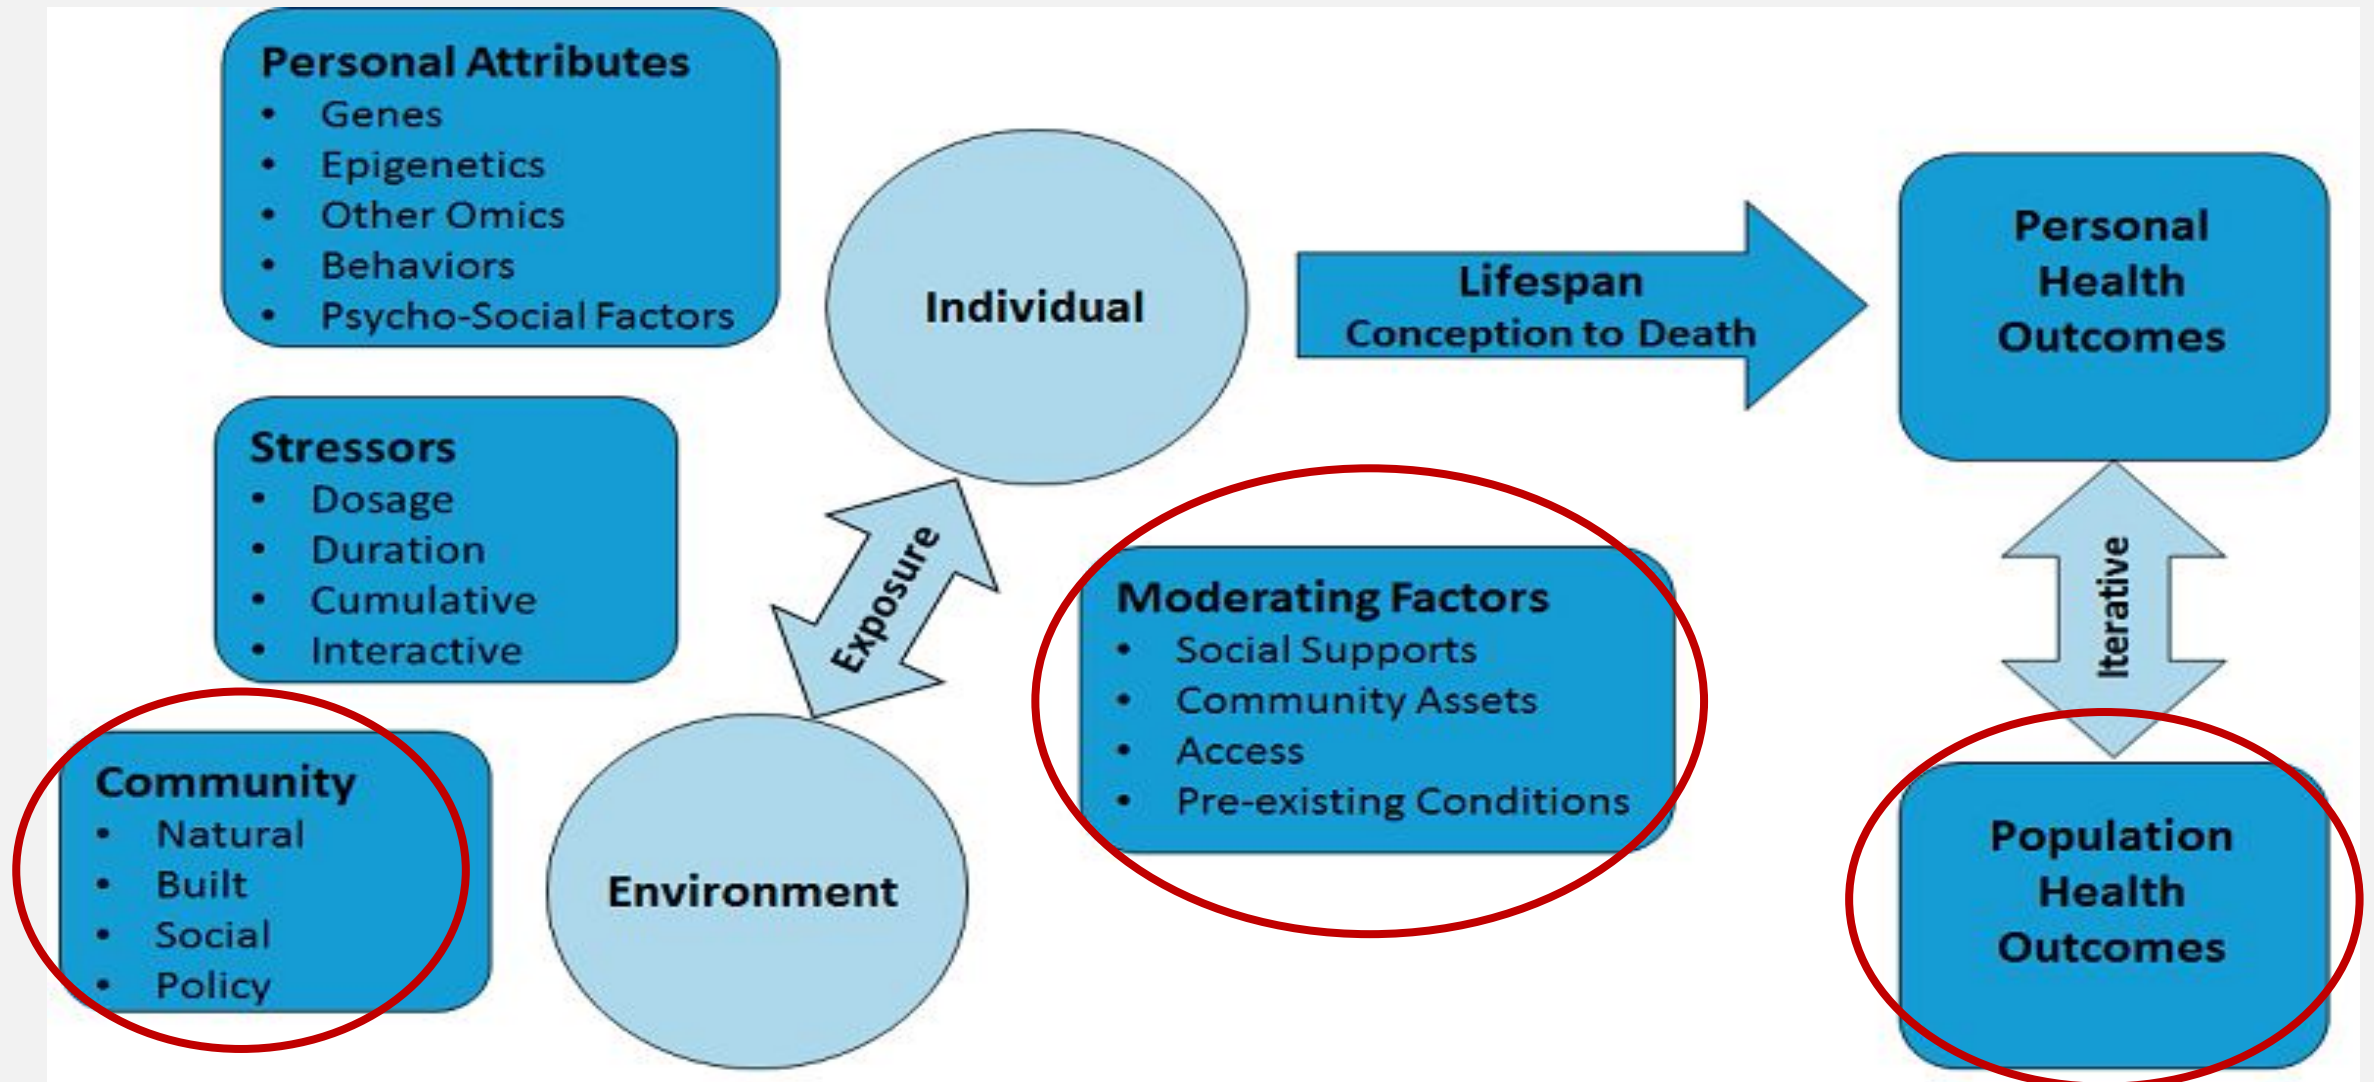 Personal Attributes
• Genes
• Epigenetics
• Other Omics
• Behaviors
• Psycho-Social Factors
Stressors
• Dosage
• Duration
• Cumulative
• Interactive
Community
• Natural
• Built
• Social
• Policy
Individual
Exposure
Environment
Lifespan
Conception to Death
Moderating Factors
• Social Supports
• Community Assets
• Access
• Pre-existing Conditions
Personal
Health
Outcomes
Iterative
Population
Health
Outcomes